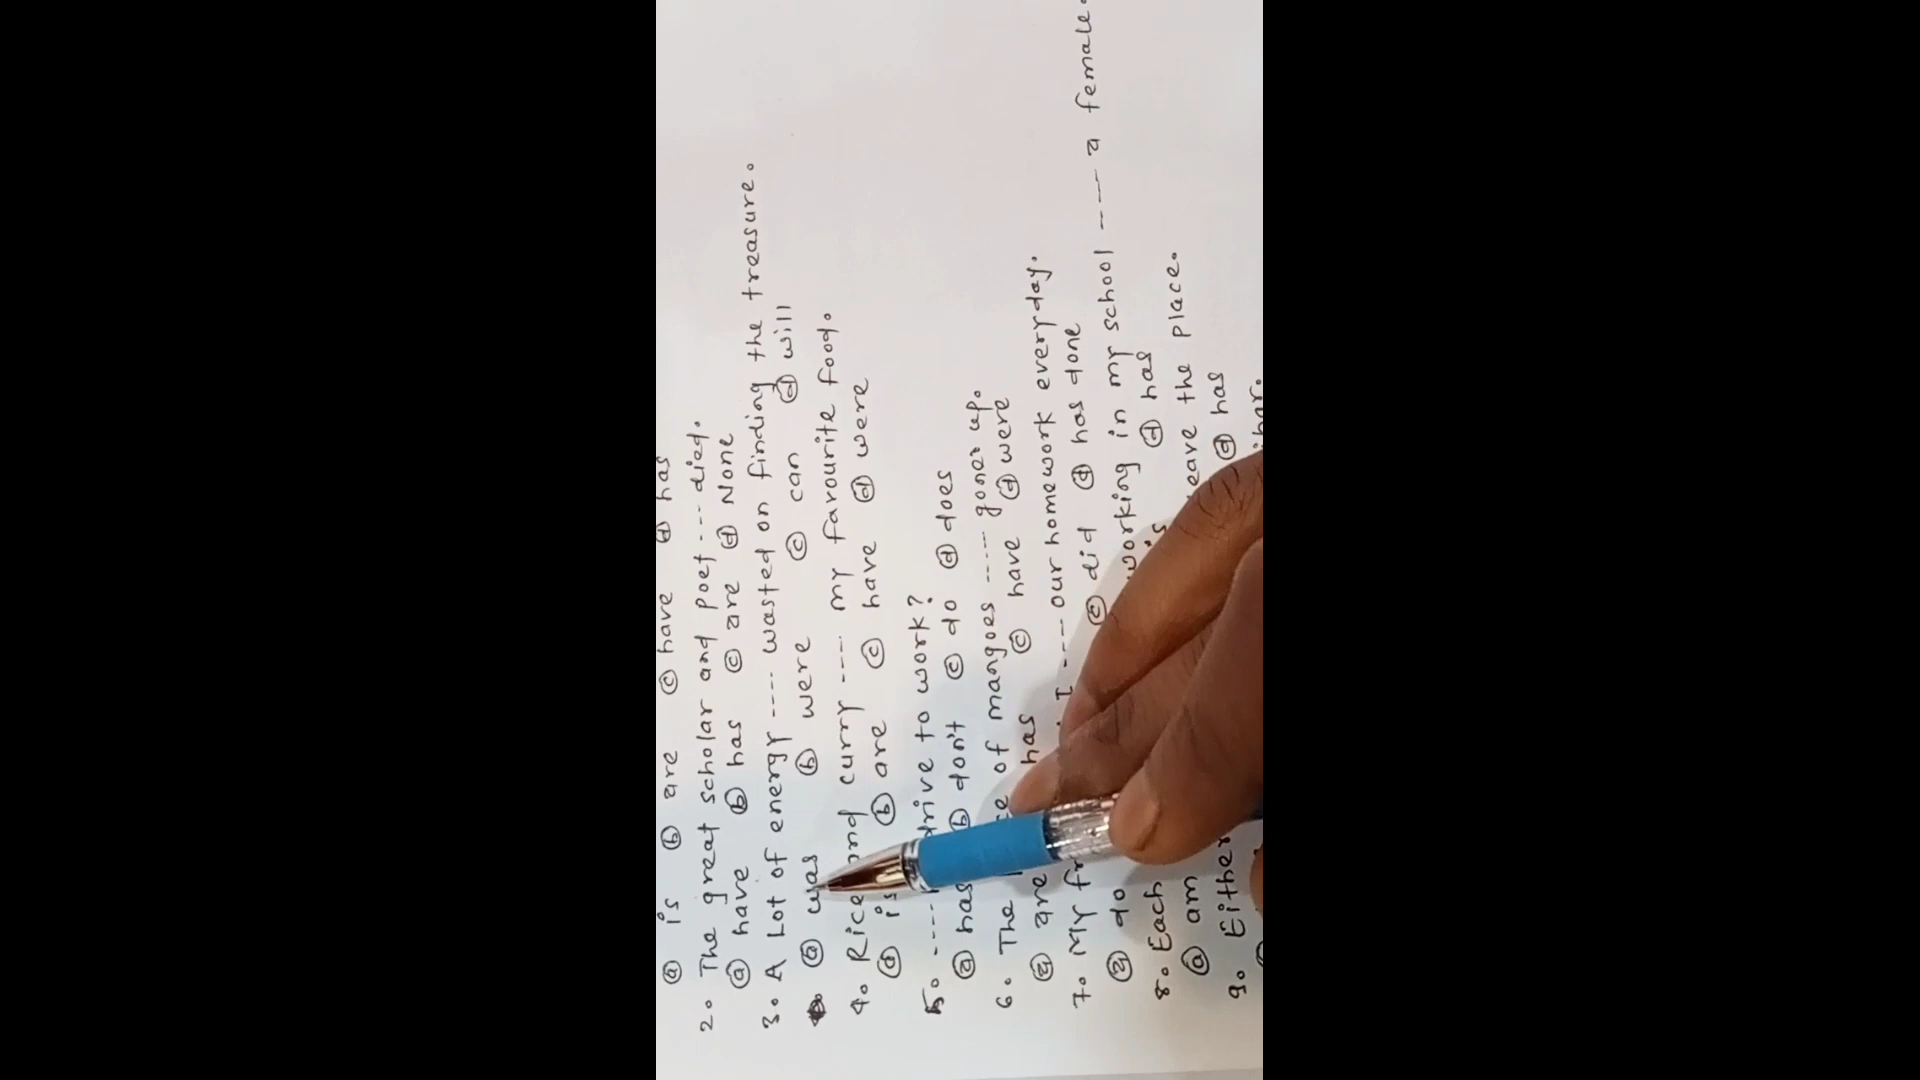 ⓐ is ⓑ are ⓒ have ⓓ has
2. The great scholar and poet --- died.
ⓐ have ⓑ has ⓒ are ⓓ None
3. A Lot of energy ---- wasted on finding the treasure.
ⓐ was ⓑ were ⓒ can ⓓ will
4. Rice and curry ---- my favourite food.
ⓐ is ⓑ are ⓒ have ⓓ were
5. ---- drive to work?
ⓐ has ⓑ don't ⓒ do ⓓ does
6. The of mangoes ---- gone up.
ⓐ are has ⓒ have ⓓ were
7. My I ---- our homework everyday.
ⓐ do ⓒ did ⓓ has done
8. Each working in my school ---- a female.
ⓐ am is ⓓ has
9. Either the place.
ⓓ has